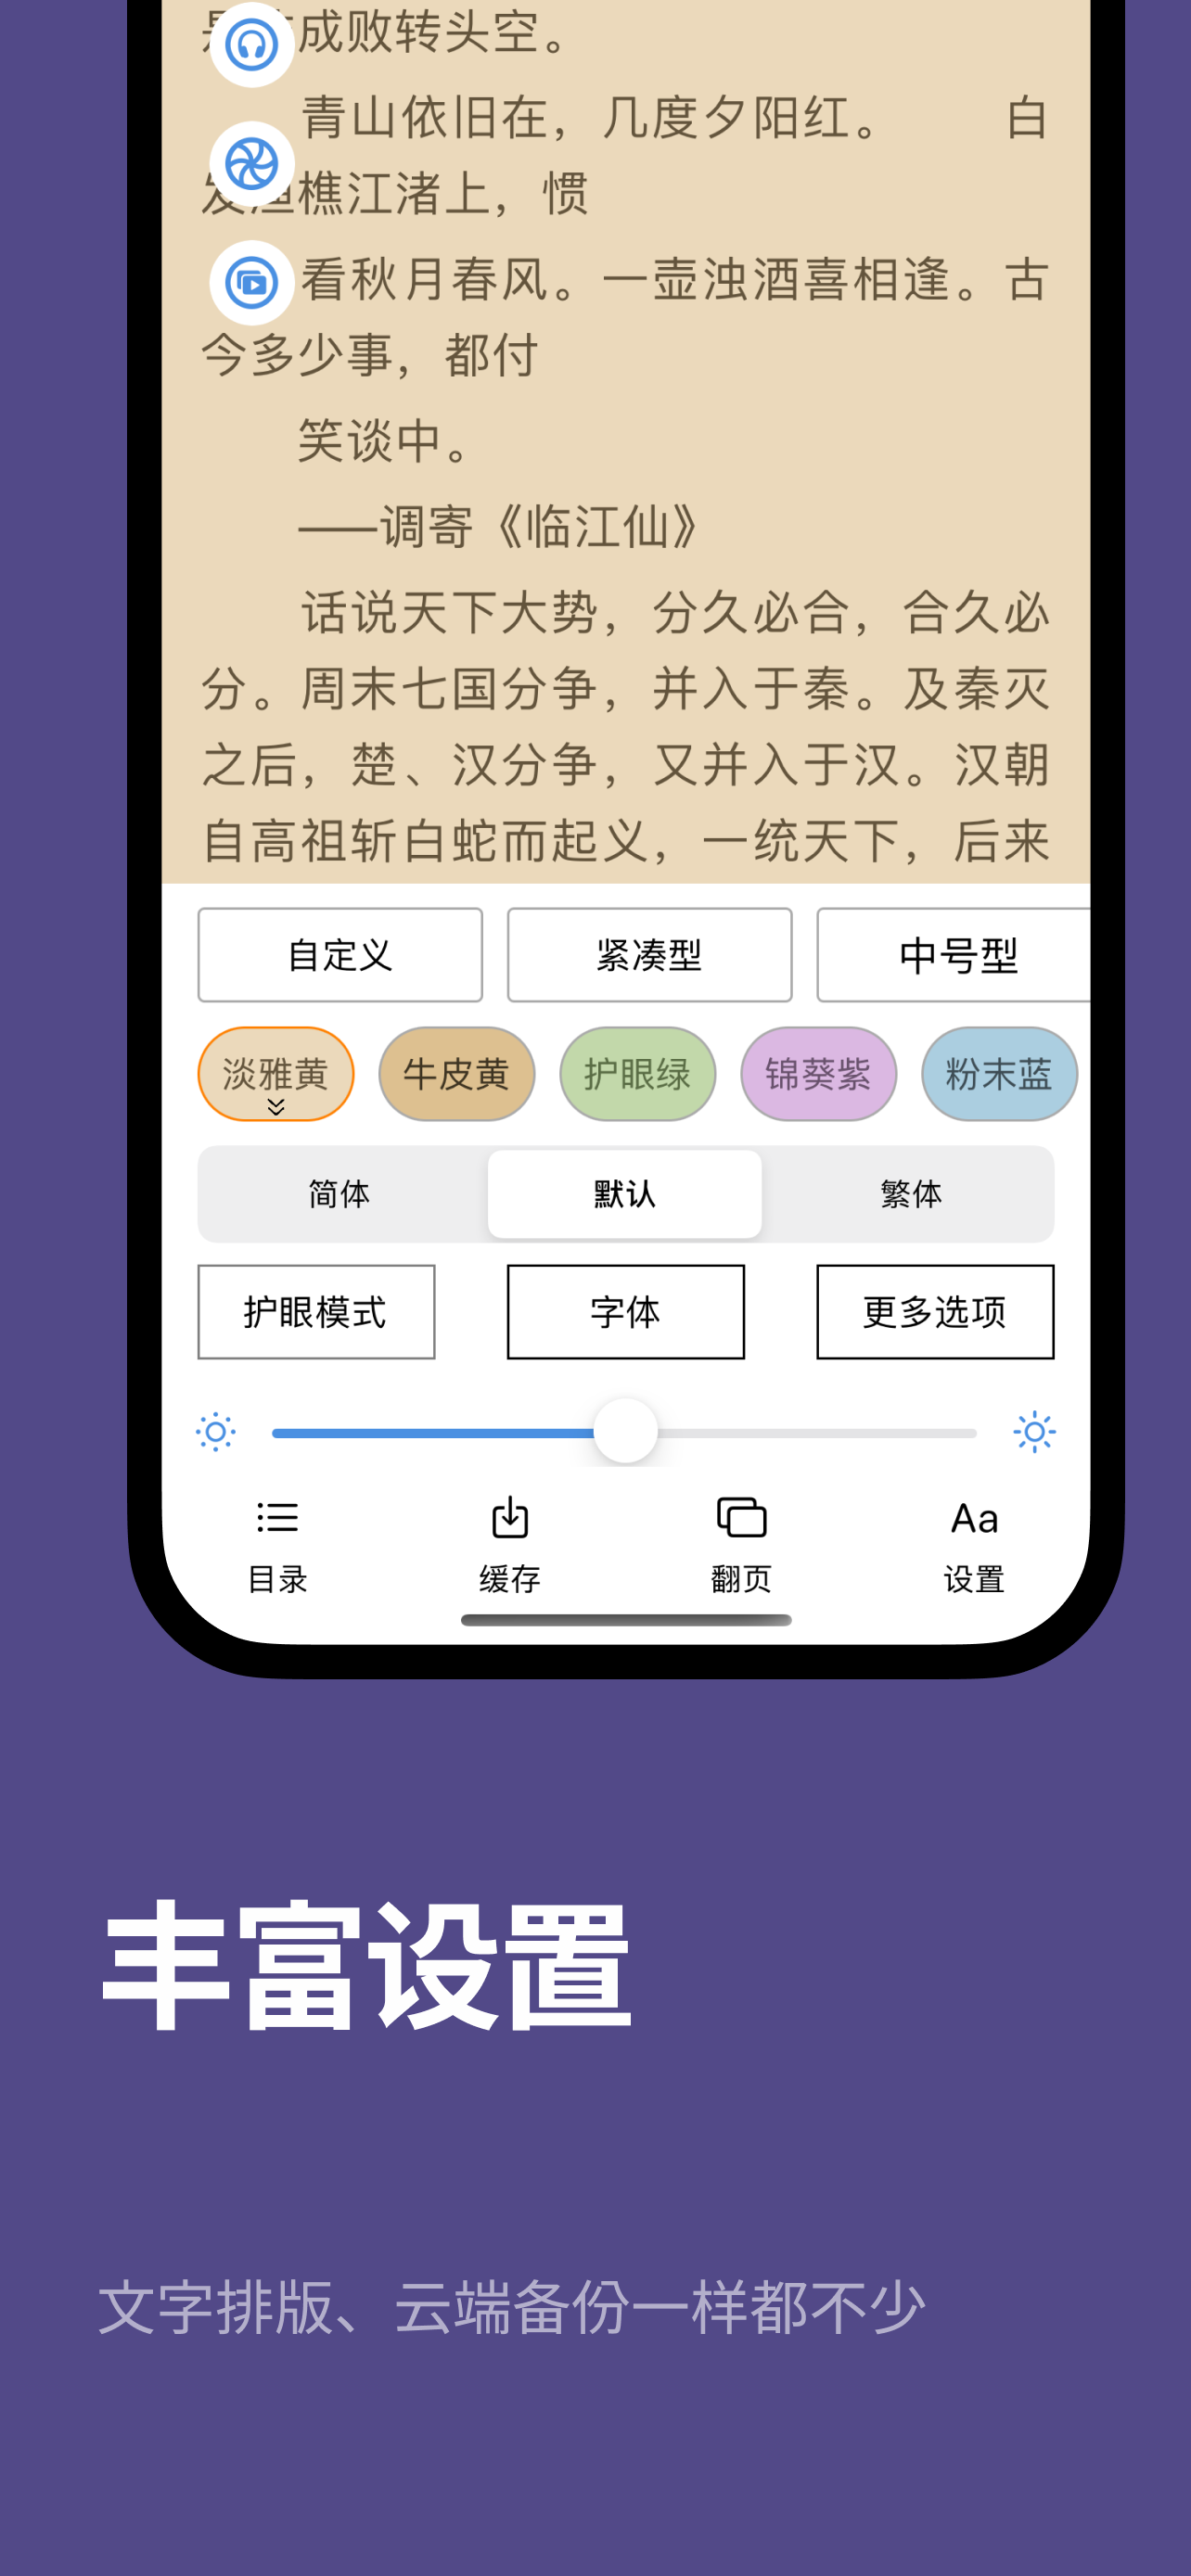 成败转头空。
青山依旧在，几度夕阳红。 白
渔樵江渚上，惯
看秋月春风。一壶浊酒喜相逢。古
今多少事，都付
笑谈中。
——调寄《临江仙》
话说天下大势，分久必合，合久必
分。周末七国分争，并入于秦。及秦灭
之后，楚、汉分争，又并入于汉。汉朝
自高祖斩白蛇而起义，一统天下，后来
自定义 紧凑型 中号型
淡雅黄 牛皮黄 护眼绿 锦葵紫 粉末蓝
简体 默认 繁体
护眼模式 字体 更多选项
Aa
目录 缓存 翻页 设置
丰富设置
文字排版、云端备份一样都不少